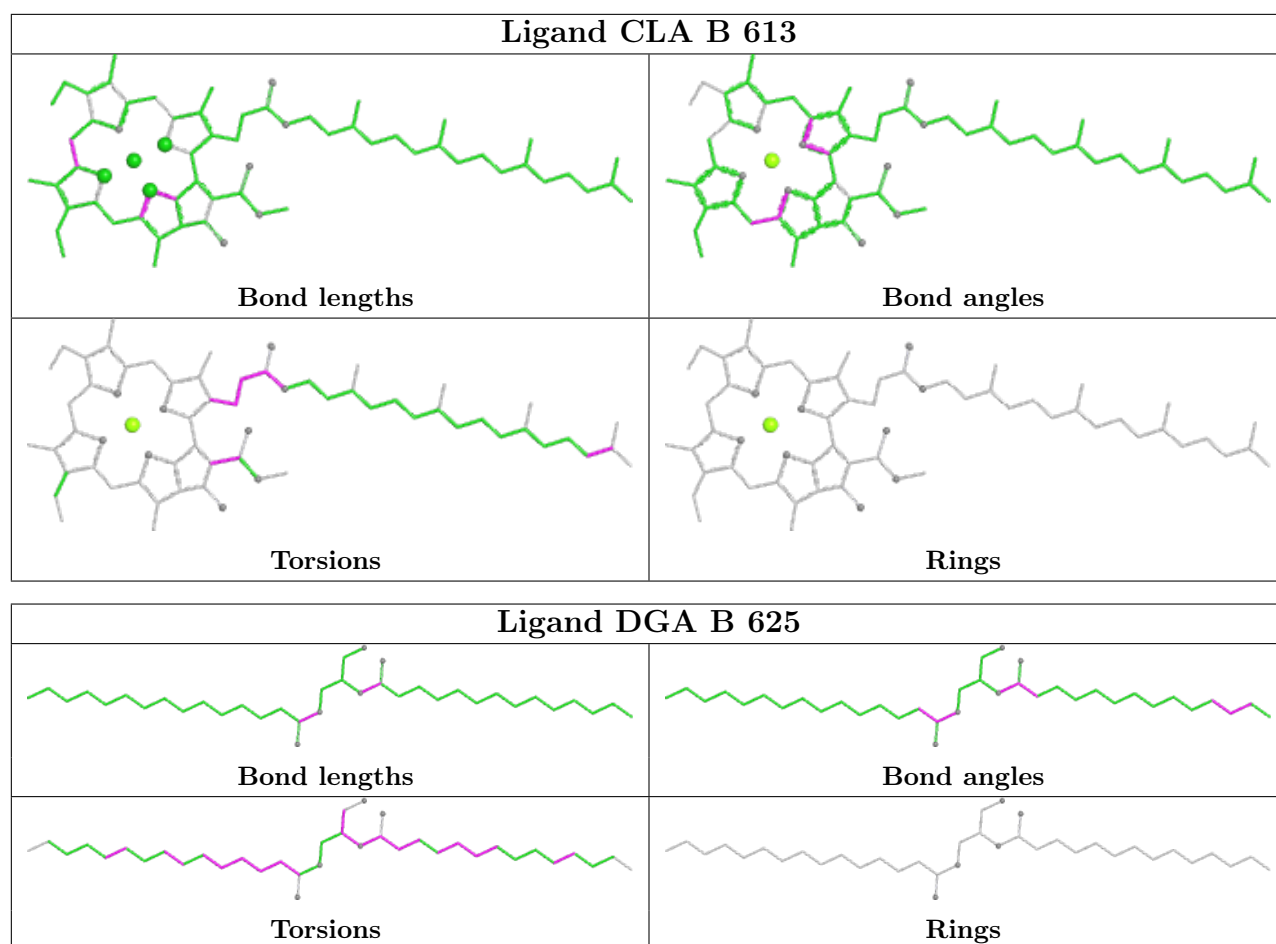 Ligand CLA B 613
Bond lengths
Bond angles
Torsions
Rings
Ligand DGA B 625
Bond lengths
Bond angles
Torsions
Rings